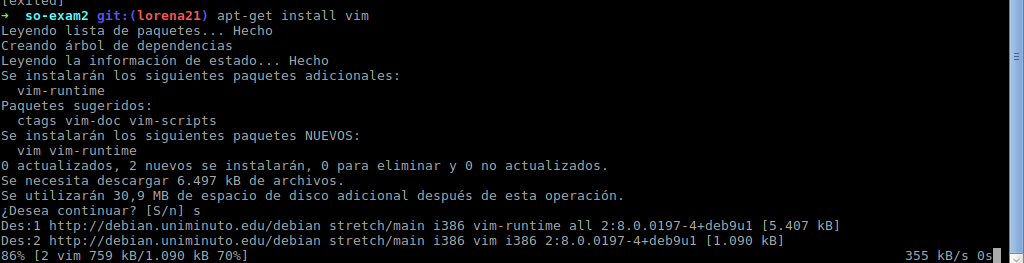 [exited]
➜  so-exam2 git:(lorena21) apt-get install vim
Leyendo lista de paquetes... Hecho
Creando árbol de dependencias
Leyendo la información de estado... Hecho
Se instalarán los siguientes paquetes adicionales:
  vim-runtime
Paquetes sugeridos:
  ctags vim-doc vim-scripts
Se instalarán los siguientes paquetes NUEVOS:
  vim vim-runtime
0 actualizados, 2 nuevos se instalarán, 0 para eliminar y 0 no actualizados.
Se necesita descargar 6.497 kB de archivos.
Se utilizarán 30,9 MB de espacio de disco adicional después de esta operación.
¿Desea continuar? [S/n] s
Des:1 http://debian.uniminuto.edu/debian stretch/main i386 vim-runtime all 2:8.0.0197-4+deb9u1 [5.407 kB]
Des:2 http://debian.uniminuto.edu/debian stretch/main i386 vim i386 2:8.0.0197-4+deb9u1 [1.090 kB]
86% [2 vim 759 kB/1.090 kB 70%] 355 kB/s 0s